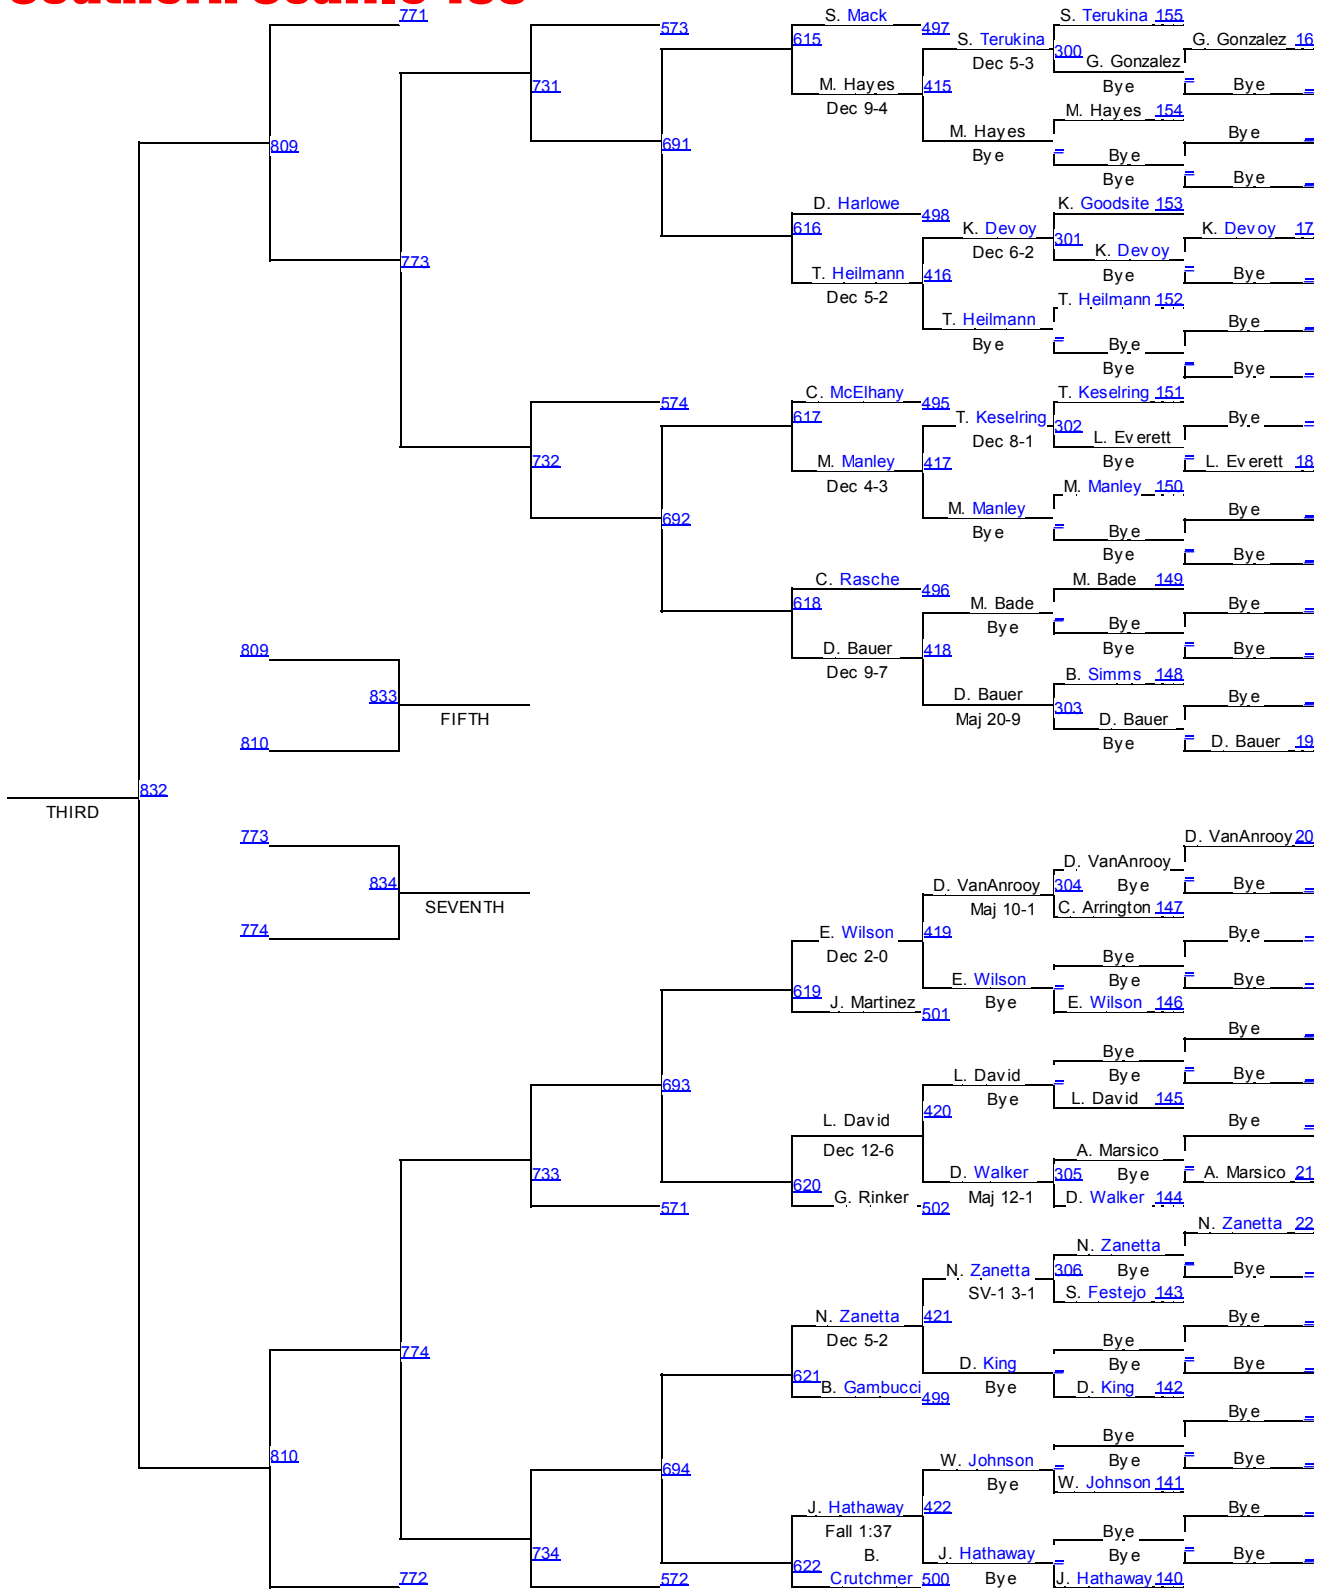 771
573
S. Mack 497
S. Terukina 155
615
S. Terukina
300
G. Gonzalez 16
Dec 5-3
G. Gonzalez
731
M. Hayes
415
Bye
Bye
Dec 9-4
M. Hayes 154
M. Hayes
Bye
809
691
Bye
Bye
Bye
Bye
D. Harlowe 498
K. Goodsite 153
616
K. Devoy
301
K. Devoy 17
Dec 6-2
K. Devoy
773
T. Heilmann
416
Bye
Bye
Dec 5-2
T. Heilmann 152
T. Heilmann
Bye
Bye
Bye
Bye
Bye
C. McElhany 495
T. Keselring 151
574
617
T. Keselring
302
Bye
Dec 8-1
L. Everett
732
M. Manley
417
Bye
L. Everett 18
Dec 4-3
M. Manley 150
692
M. Manley
Bye
Bye
Bye
Bye
Bye
C. Rasche 496
M. Bade 149
618
M. Bade
Bye
Bye
Bye
809
D. Bauer
418
Bye
Bye
Dec 9-7
B. Simms 148
833
D. Bauer
303
Bye
FIFTH
Maj 20-9
D. Bauer
810
Bye
D. Bauer 19
832
THIRD
773
D. VanAnrooy 20
D. VanAnrooy
834
D. VanAnrooy
304
Bye
Bye
SEVENTH
Maj 10-1
C. Arrington 147
774
E. Wilson
419
Bye
Dec 2-0
Bye
E. Wilson
Bye
Bye
619
J. Martinez 501
Bye
E. Wilson 146
Bye
Bye
L. David
Bye
Bye
693
Bye
L. David 145
420
L. David
Bye
Dec 12-6
A. Marsico
733
D. Walker
305
Bye
A. Marsico 21
620
G. Rinker 502
Maj 12-1
D. Walker 144
571
N. Zanetta 22
N. Zanetta
N. Zanetta
306
Bye
Bye
SV-1 3-1
S. Festejo 143
N. Zanetta
421
Bye
Dec 5-2
Bye
774
D. King
Bye
Bye
621
B. Gambucci 499
Bye
D. King 142
Bye
Bye
810
W. Johnson
Bye
Bye
694
Bye
W. Johnson 141
J. Hathaway
422
Bye
Fall 1:37
Bye
734
B.
J. Hathaway
Bye
Bye
622
Crutchmer 500
Bye
J. Hathaway 140
772
572